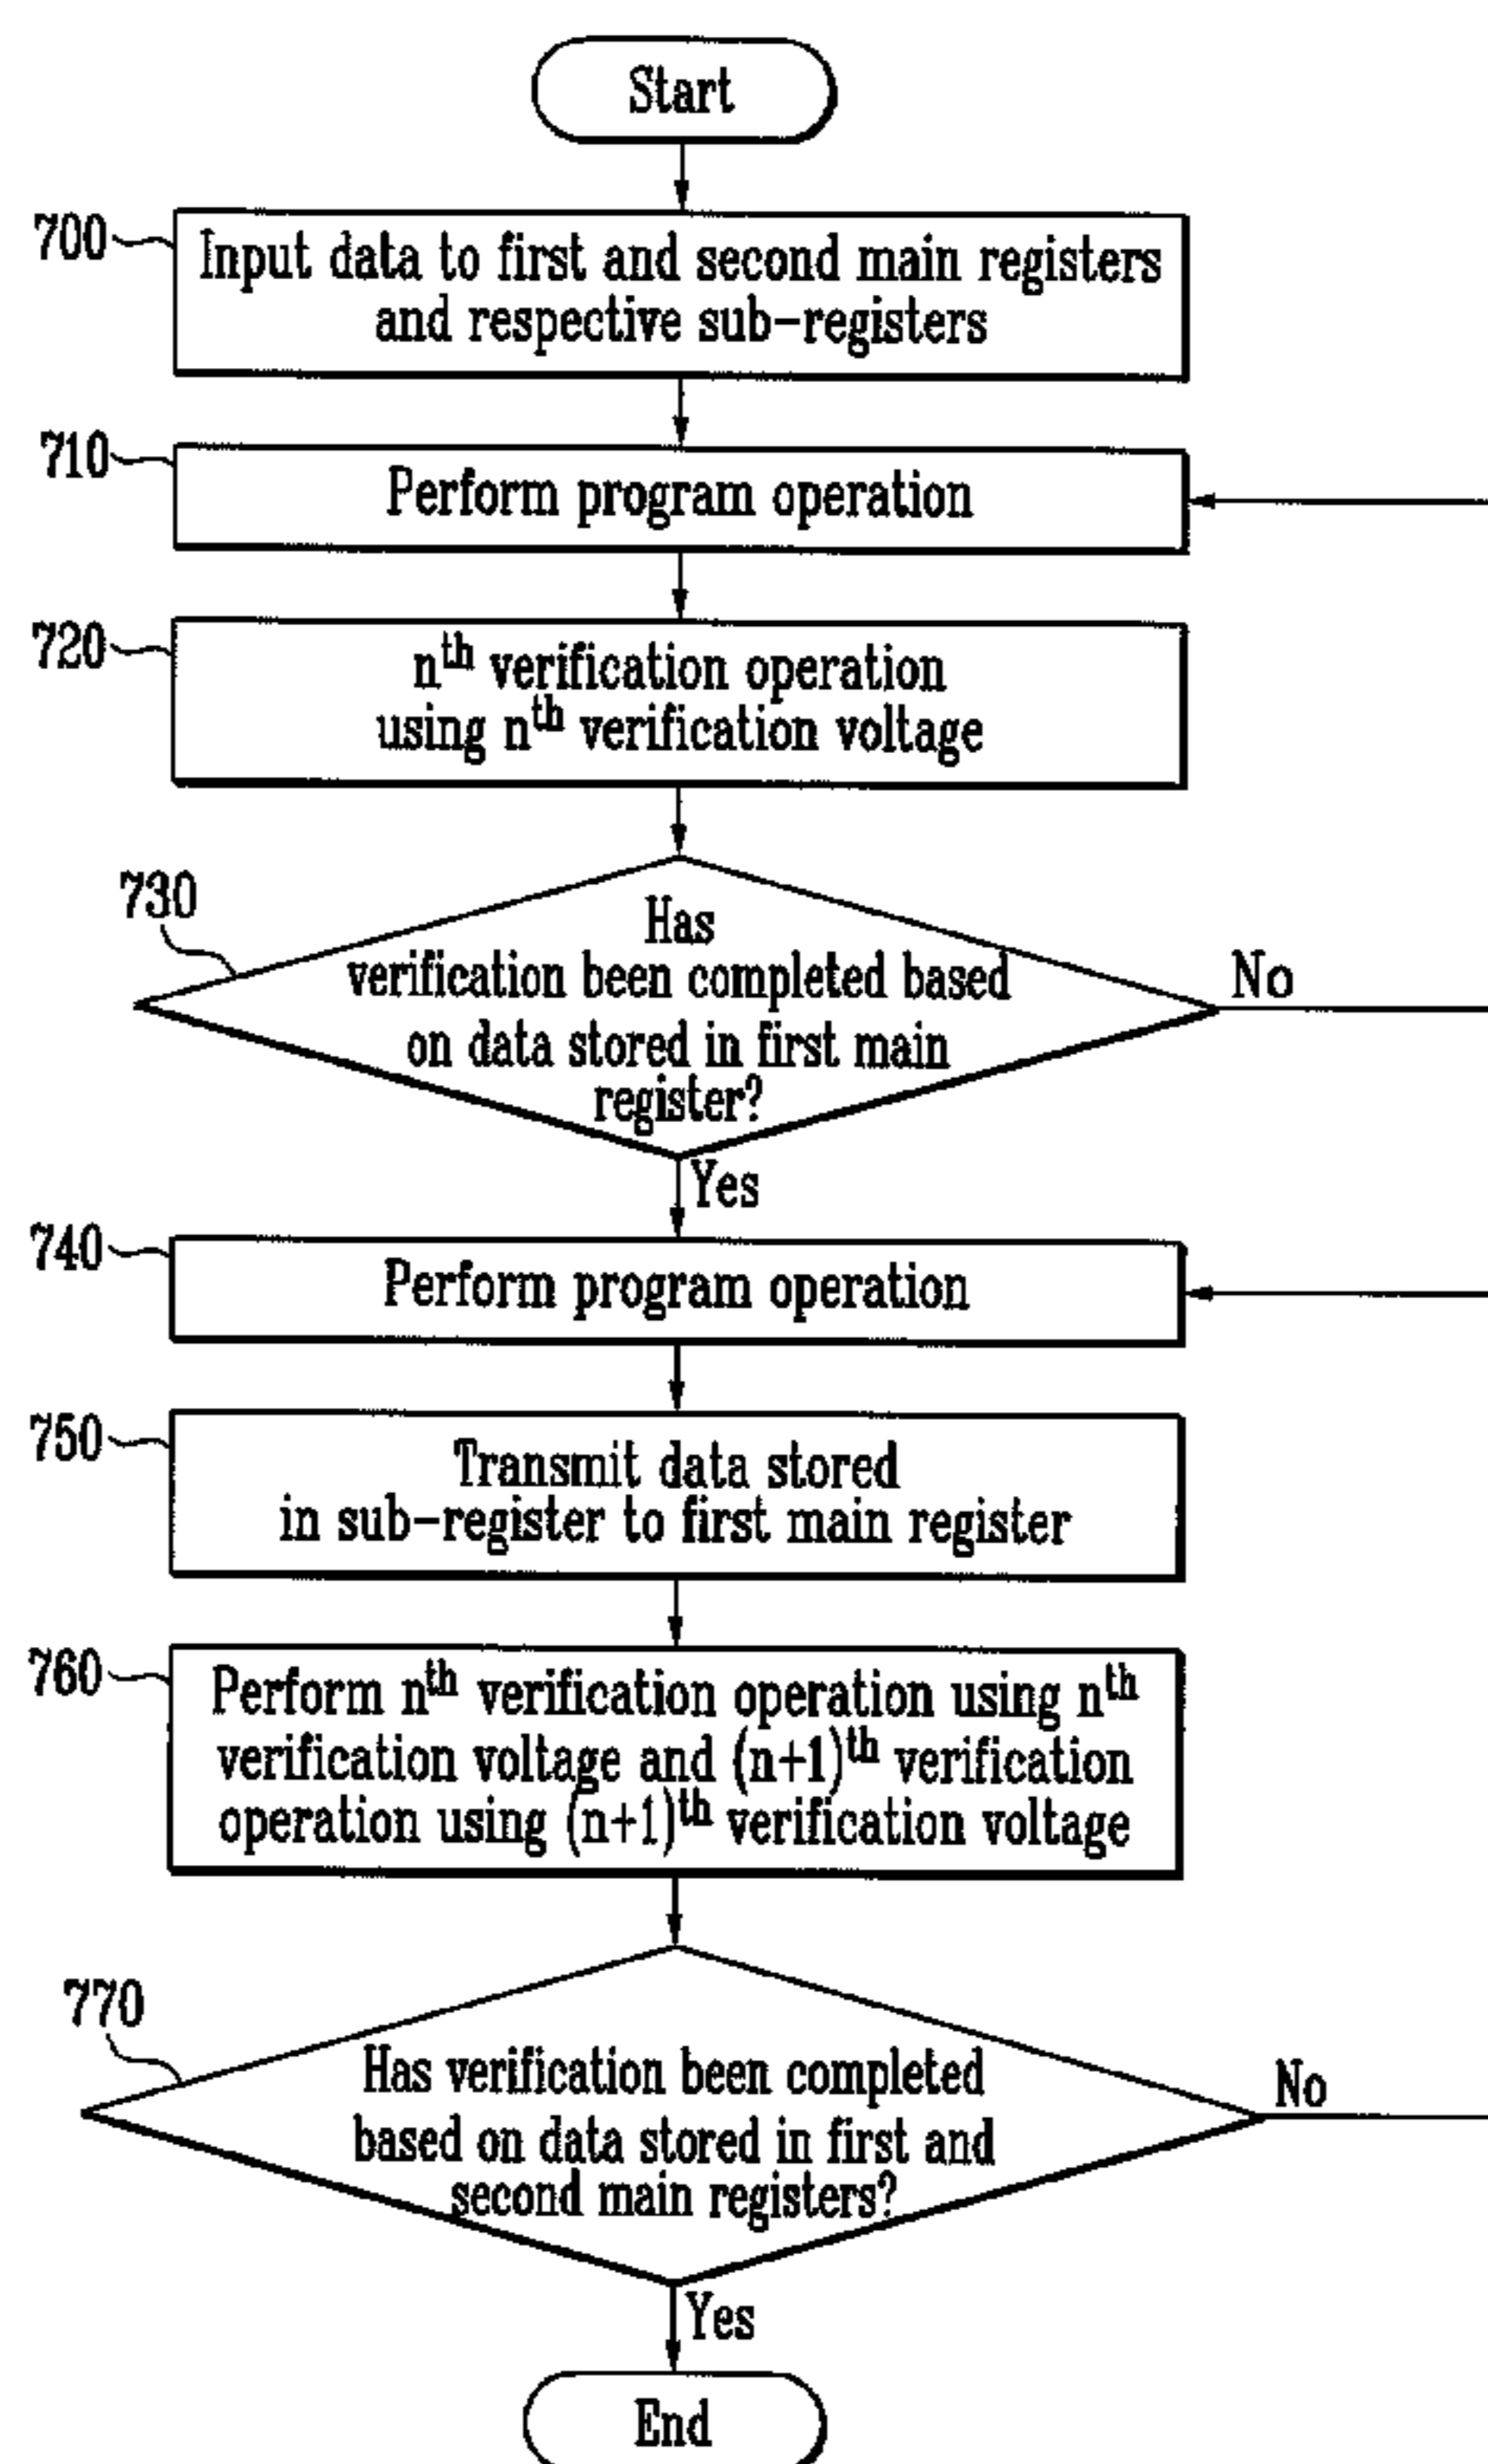 Start
700
Input data to first and second main registers
and respective sub-registers
710
Perform program operation
720
nth verification operation
using nth verification voltage
730
Has
verification been completed based
on data stored in first main
register?
No
Yes
740
Perform program operation
750
Transmit data stored
in sub-register to first main register
760
Perform nth verification operation using nth
verification voltage and (n+1)th verification
operation using (n+1)th verification voltage
770
Has verification been completed
based on data stored in first and
second main registers?
No
Yes
End